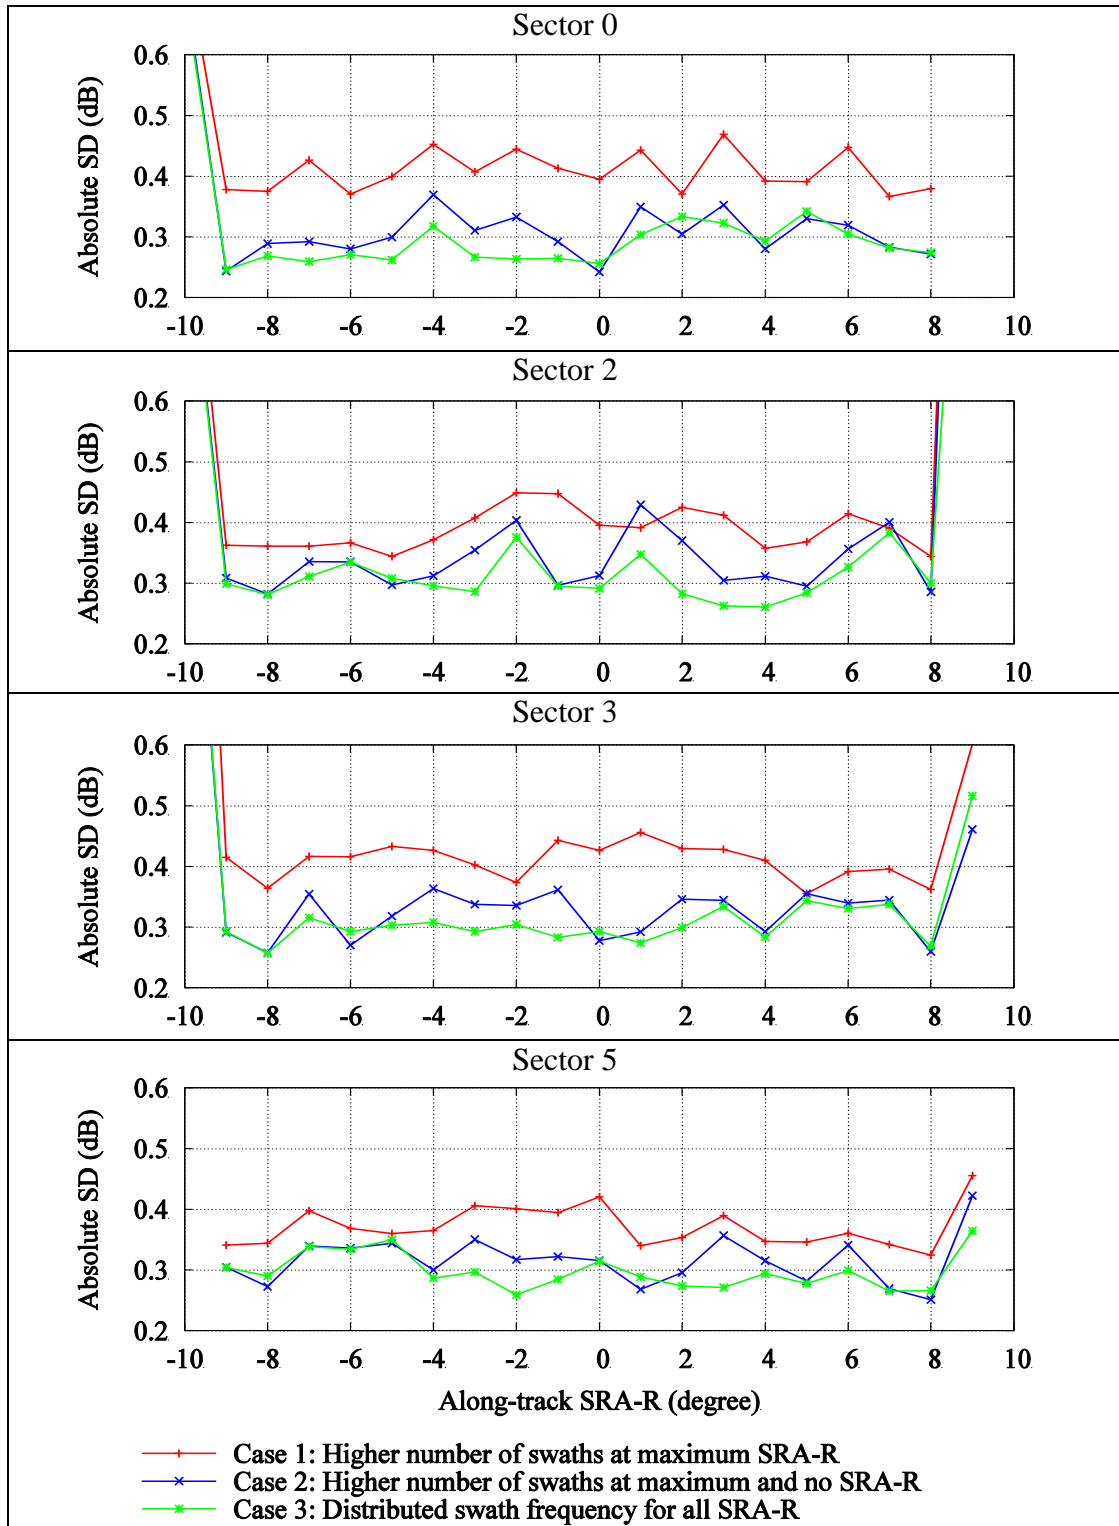 Sector 0
Absolute SD (dB)
0.6
0.5
0.4
0.3
0.2
-10 -8 -6 -4 -2 0 2 4 6 8 10
Sector 2
Absolute SD (dB)
0.6
0.5
0.4
0.3
0.2
-10 -8 -6 -4 -2 0 2 4 6 8 10
Sector 3
Absolute SD (dB)
0.6
0.5
0.4
0.3
0.2
-10 -8 -6 -4 -2 0 2 4 6 8 10
Sector 5
Absolute SD (dB)
0.6
0.5
0.4
0.3
0.2
-10 -8 -6 -4 -2 0 2 4 6 8 10
Along-track SRA-R (degree)
Case 1: Higher number of swaths at maximum SRA-R
Case 2: Higher number of swaths at maximum and no SRA-R
Case 3: Distributed swath frequency for all SRA-R